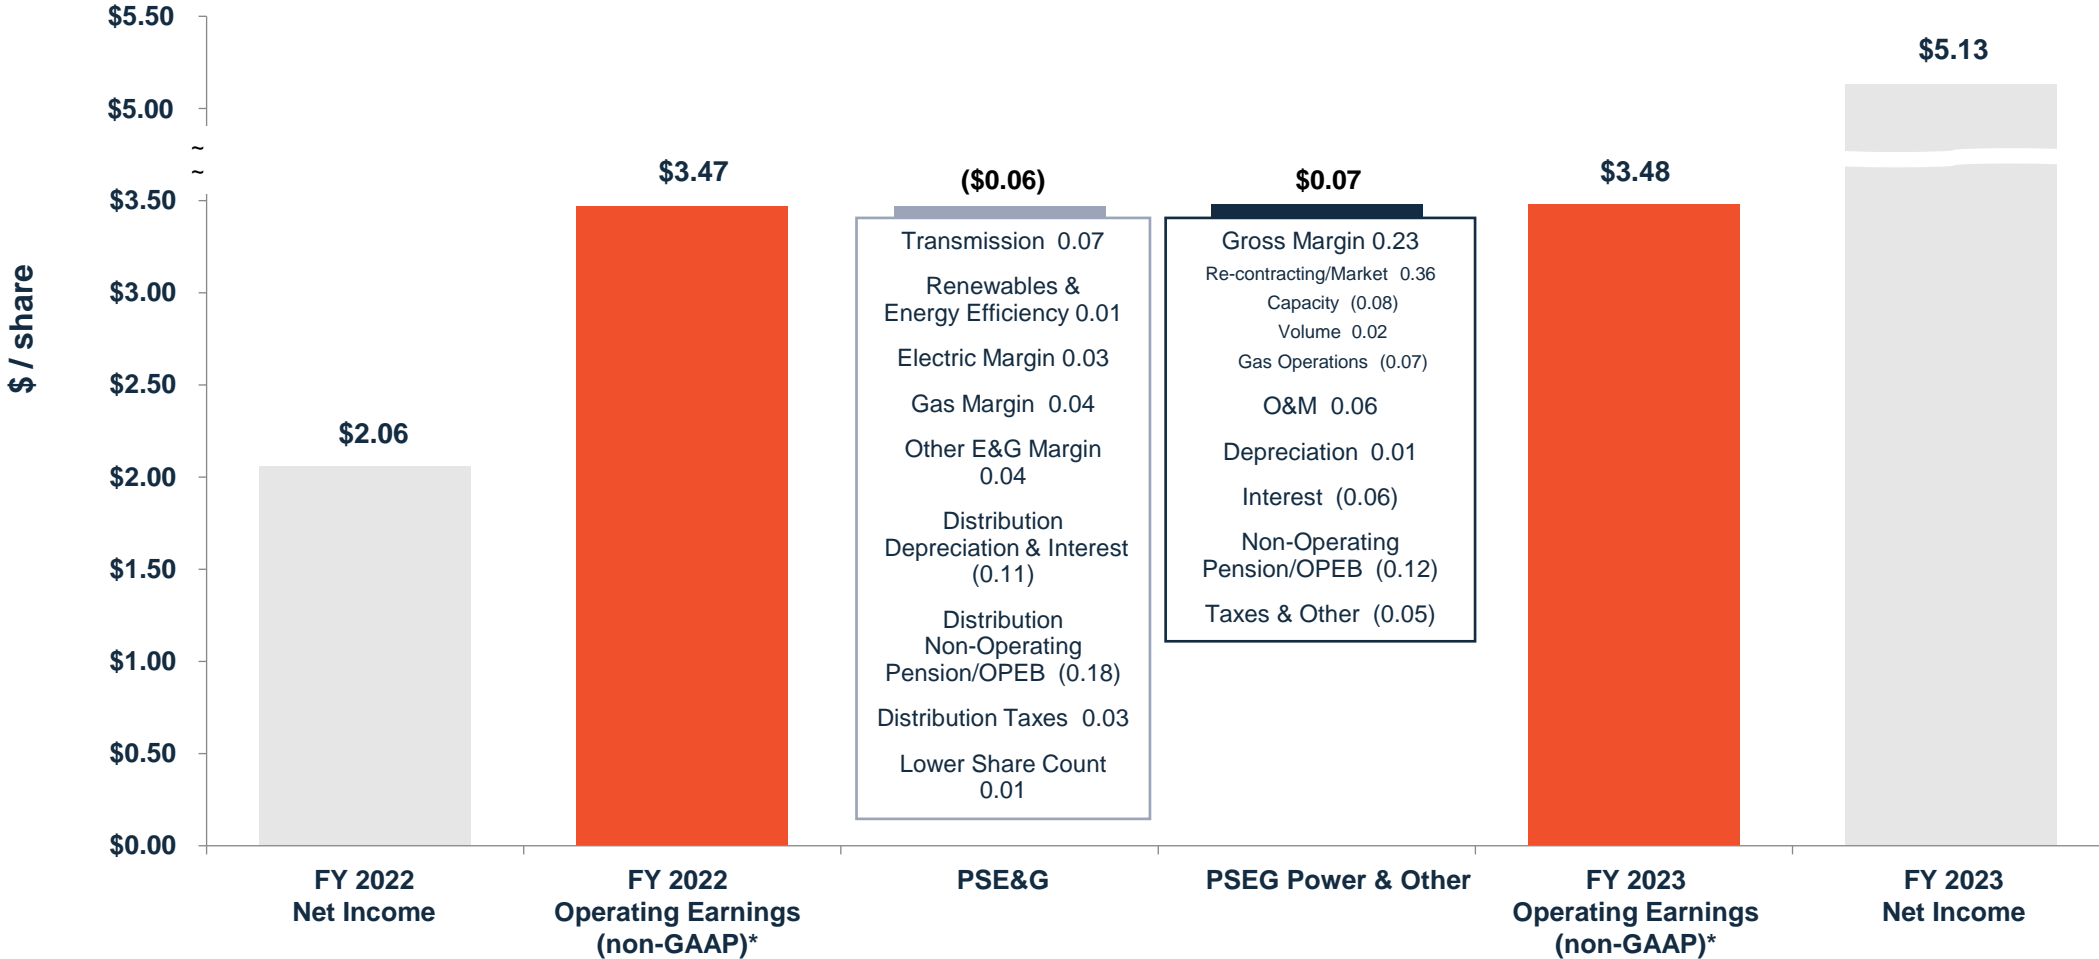 $ / share
$5.50
$5.00
~
~
$3.50
$3.00
$2.50
$2.00
$1.50
$1.00
$0.50
$0.00
$2.06
$3.47
($0.06)
Transmission 0.07
Renewables &
Energy Efficiency 0.01
Electric Margin 0.03
Gas Margin 0.04
Other E&G Margin
0.04
Distribution
Depreciation & Interest
(0.11)
Distribution
Non-Operating
Pension/OPEB (0.18)
Distribution Taxes 0.03
Lower Share Count
0.01
$0.07
Gross Margin 0.23
Re-contracting/Market 0.36
Capacity (0.08)
Volume 0.02
Gas Operations (0.07)
O&M 0.06
Depreciation 0.01
Interest (0.06)
Non-Operating
Pension/OPEB (0.12)
Taxes & Other (0.05)
$3.48
$5.13
FY 2022
Net Income
FY 2022
Operating Earnings
(non-GAAP)*
PSE&G
PSEG Power & Other
FY 2023
Operating Earnings
(non-GAAP)*
FY 2023
Net Income